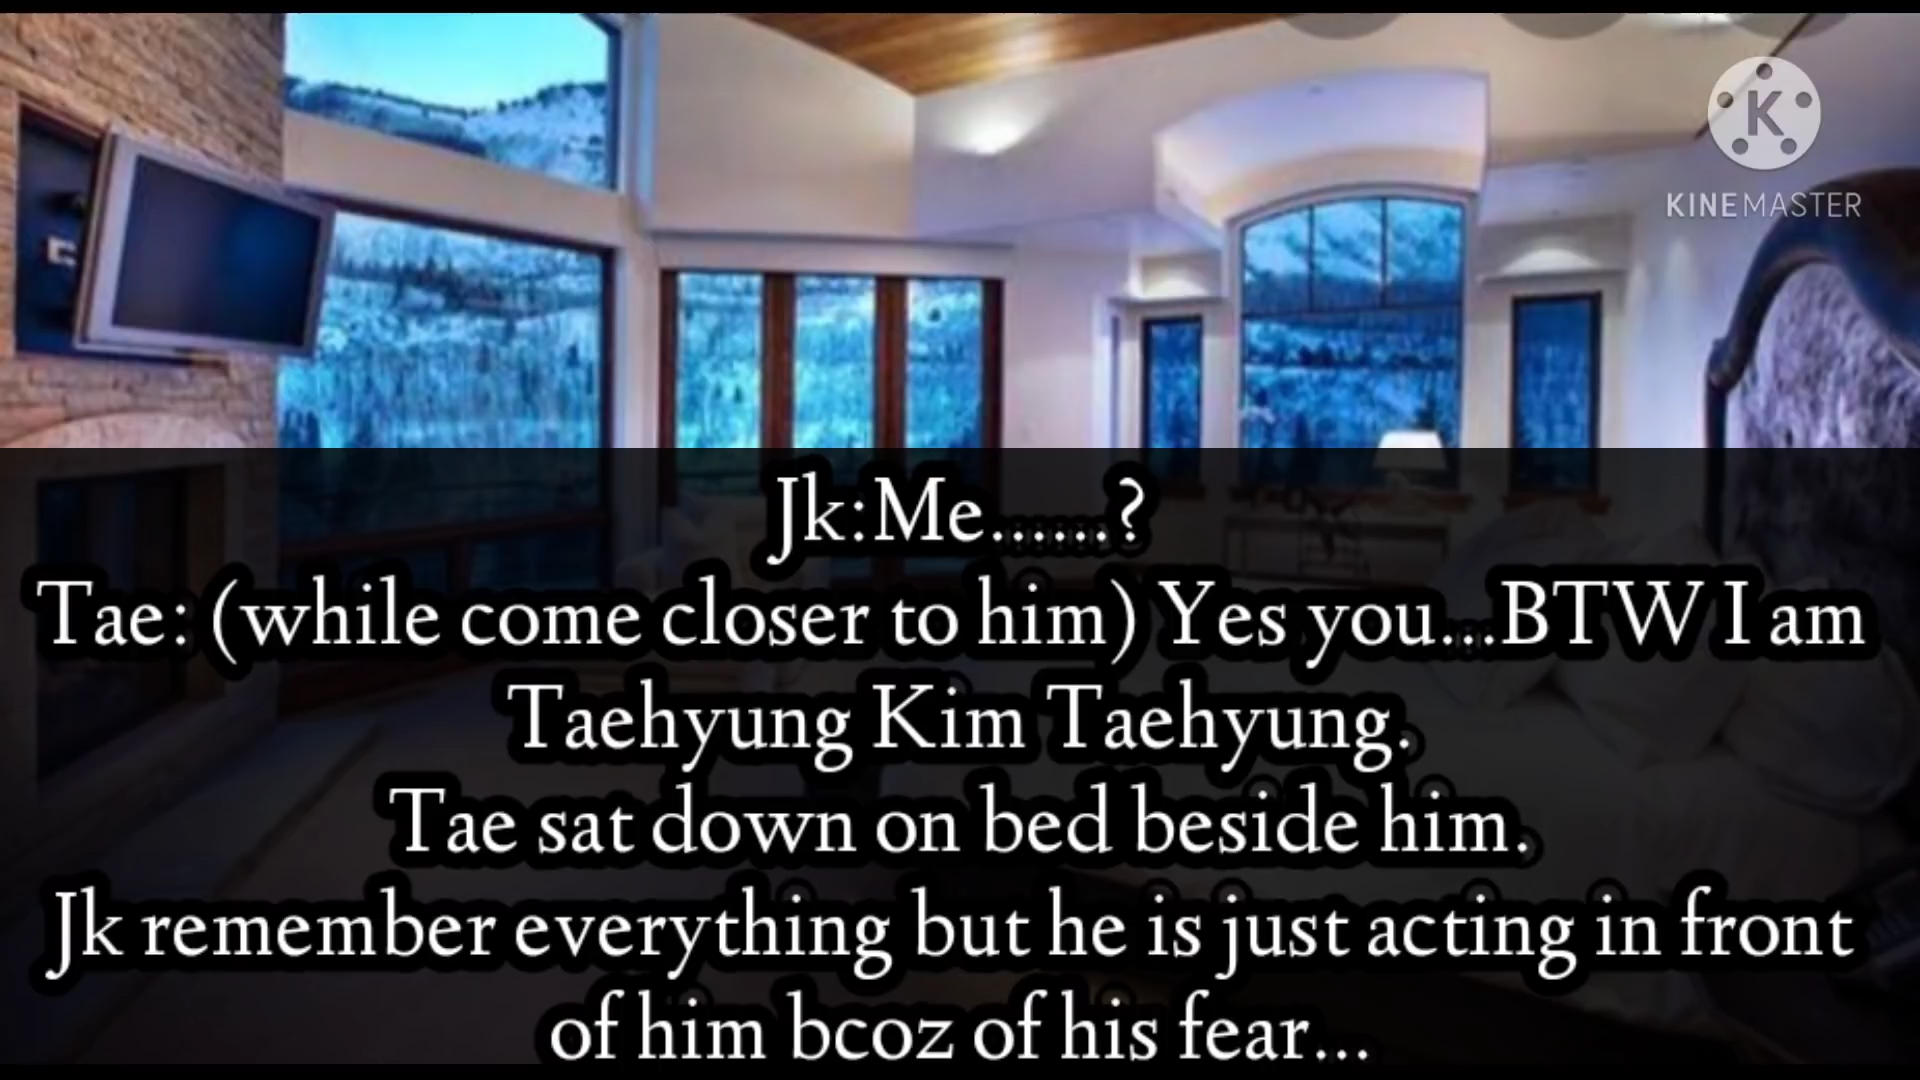 K
KINEMASTER
Jk:Me......?
Tae: (while come closer to him) Yes you...BTW I am
Taehyung Kim Taehyung.
Tae sat down on bed beside him.
Jk remember everything but he is just acting in front
of him bcoz of his fear...